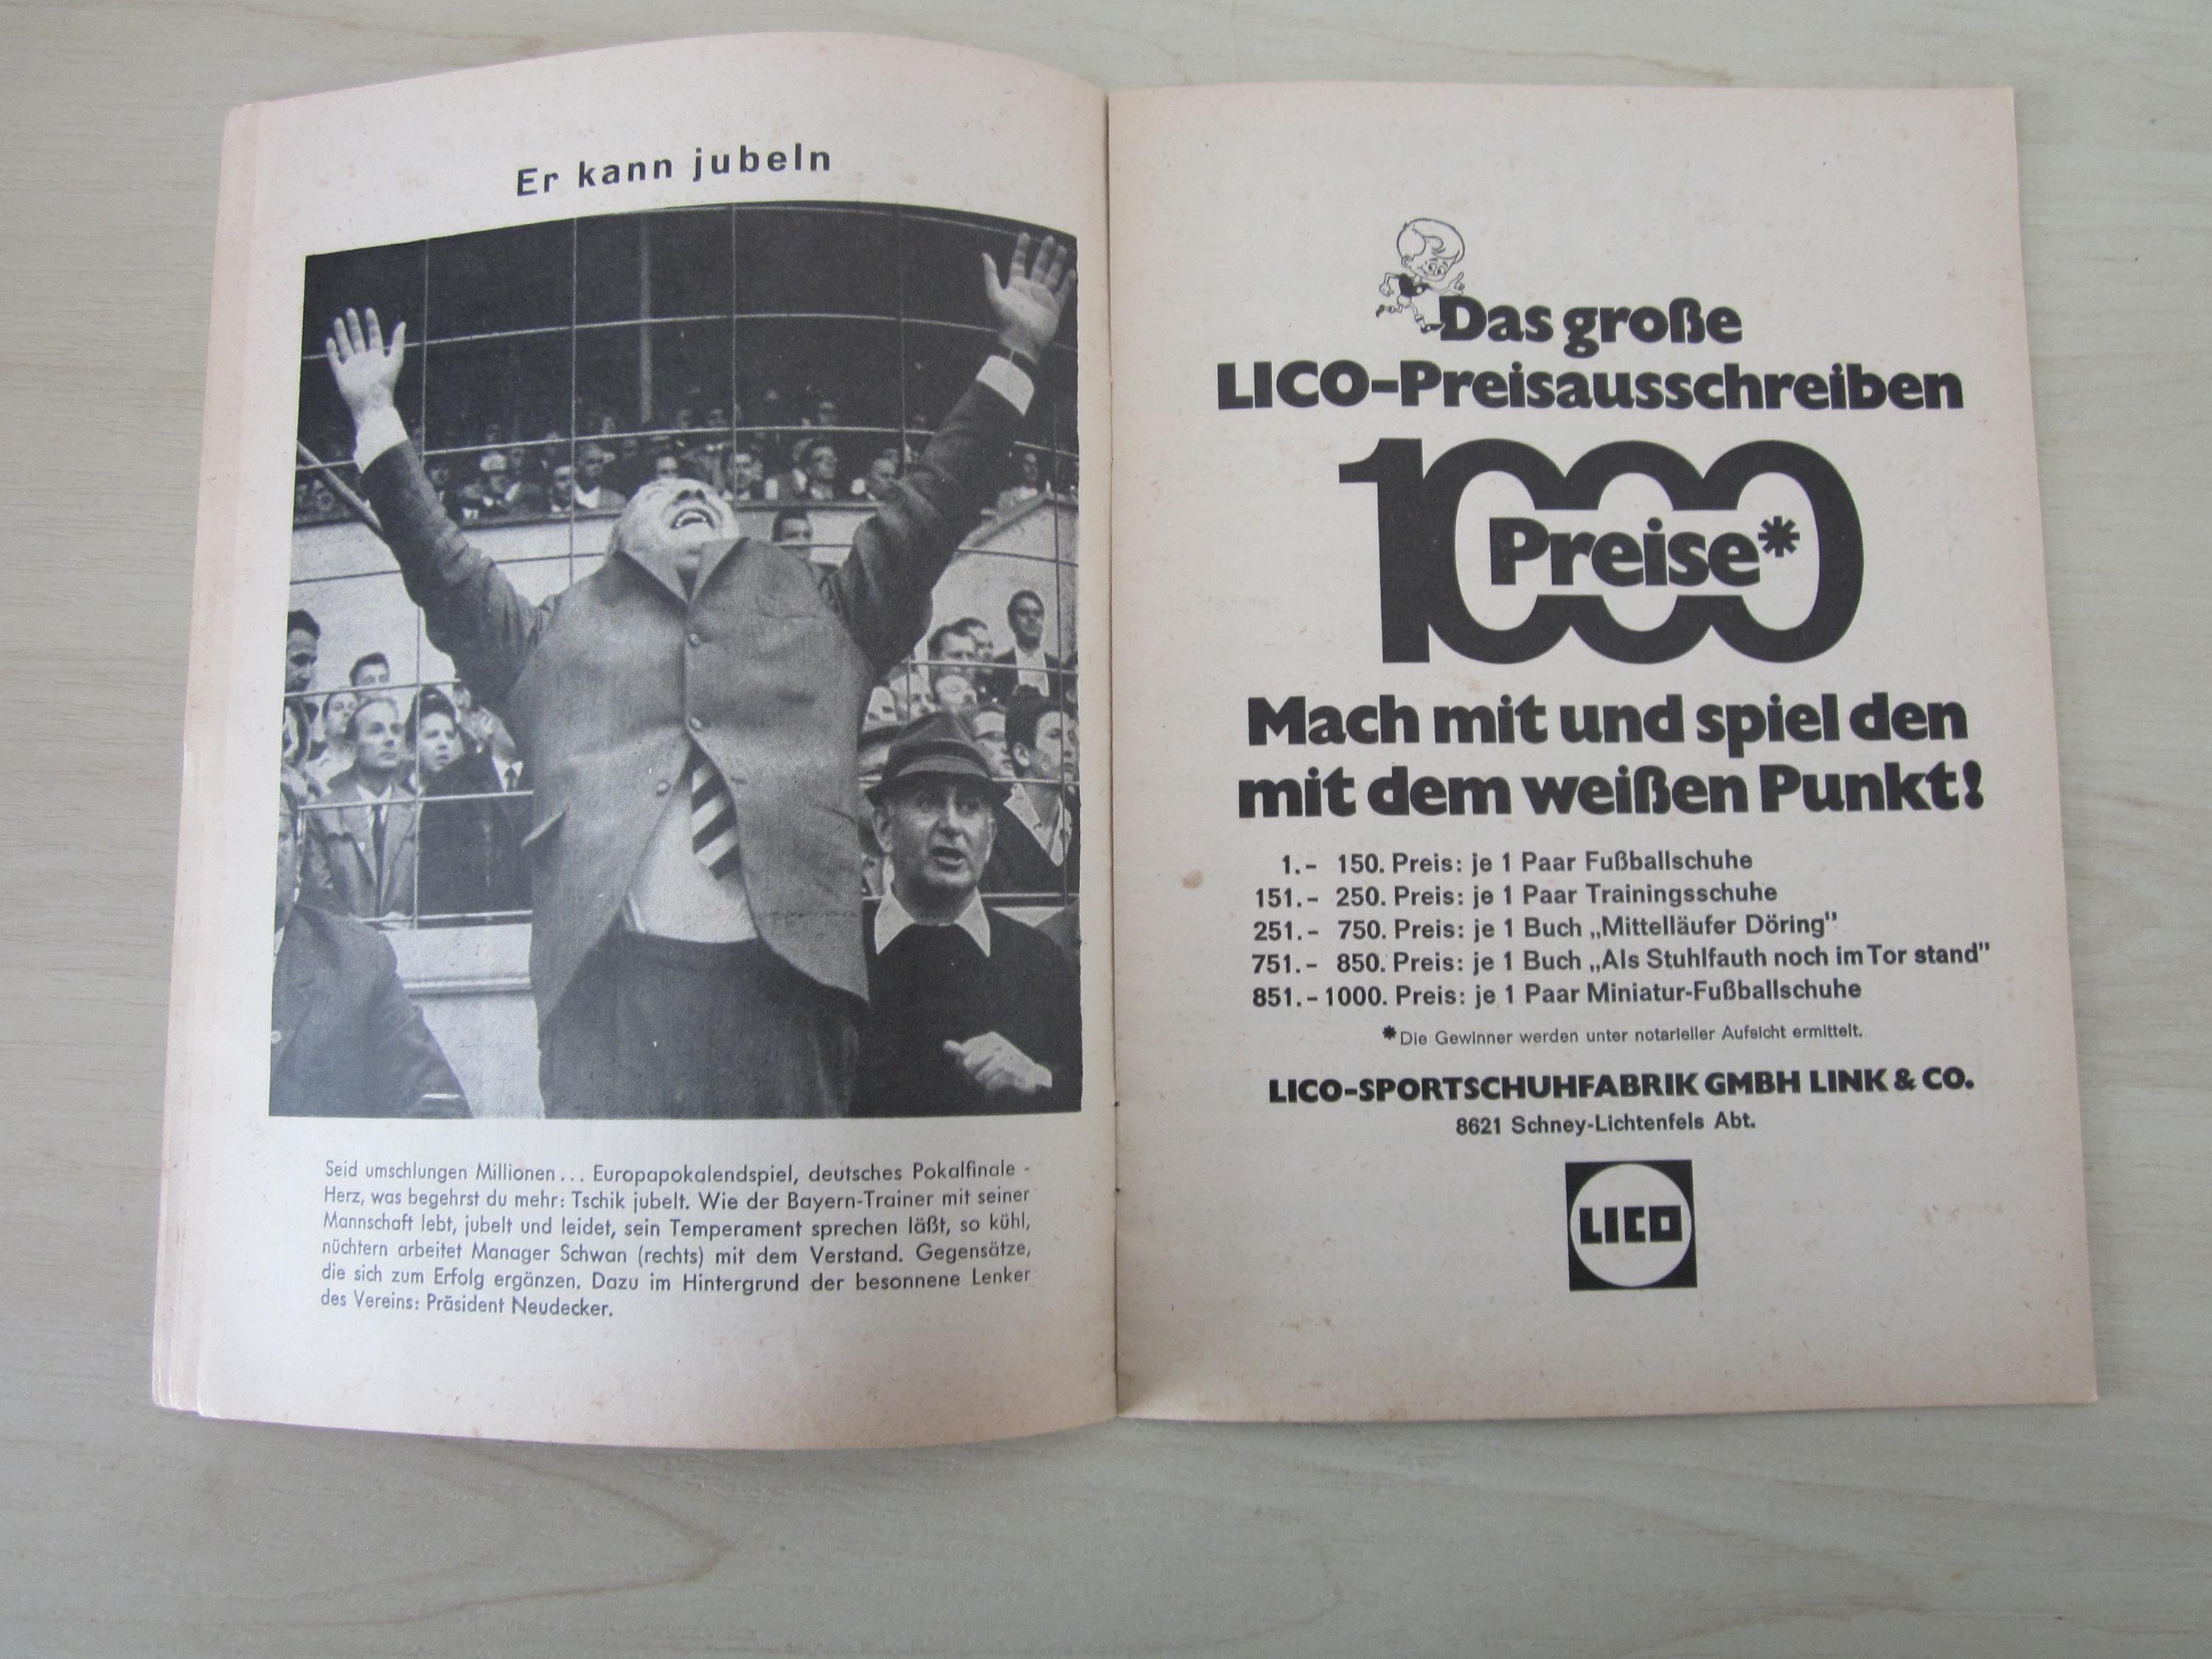 Er kann jubeln
Seid umschlungen Millionen... Europapokalendspiel, deutsches Pokalfinale -
Herz, was begehrst du mehr: Tschik jubelt. Wie der Bayern-Trainer mit seiner
Mannschaft lebt, jubelt und leidet, sein Temperament sprechen läßt, so kühl,
nüchtern arbeitet Manager Schwan (rechts) mit dem Verstand. Gegensätze,
die sich zum Erfolg ergänzen. Dazu im Hintergrund der besonnene Lenker
des Vereins: Präsident Neudecker.
Das große
LICO-Preisausschreiben
1000
Preise*
Mach mit und spiel den
mit dem weißen Punkt!
1.- 150. Preis: je 1 Paar Fußballschuhe
151.- 250. Preis: je 1 Paar Trainingsschuhe
251.- 750. Preis: je 1 Buch „Mittelläufer Döring"
751.- 850. Preis: je 1 Buch „Als Stuhlfauth noch im Tor stand"
851.-1000. Preis: je 1 Paar Miniatur-Fußballschuhe
*Die Gewinner werden unter notarieller Aufsicht ermittelt.
LICO-SPORTSCHUHFABRIK GMBH LINK & CO.
8621 Schney-Lichtenfels Abt.
LICO